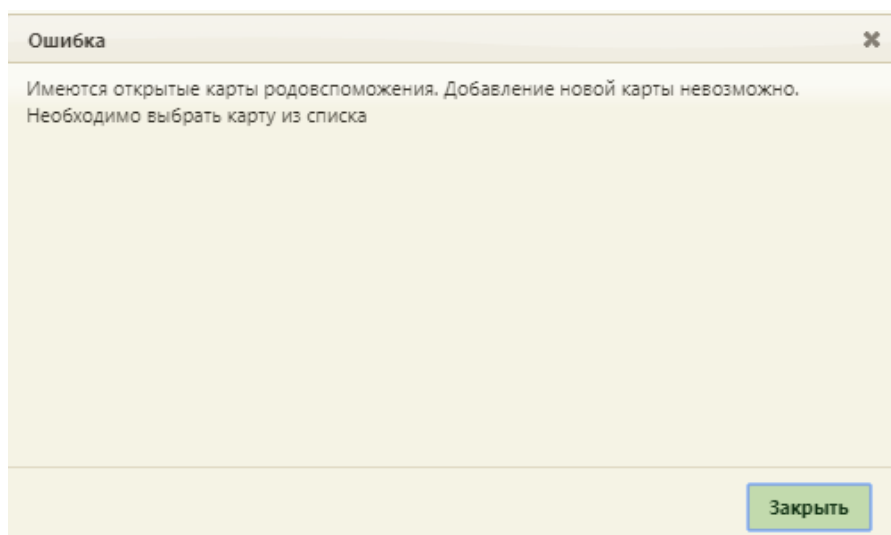 Ошибка
Имеются открытые карты родовспоможения. Добавление новой карты невозможно.
Необходимо выбрать карту из списка
Закрыть